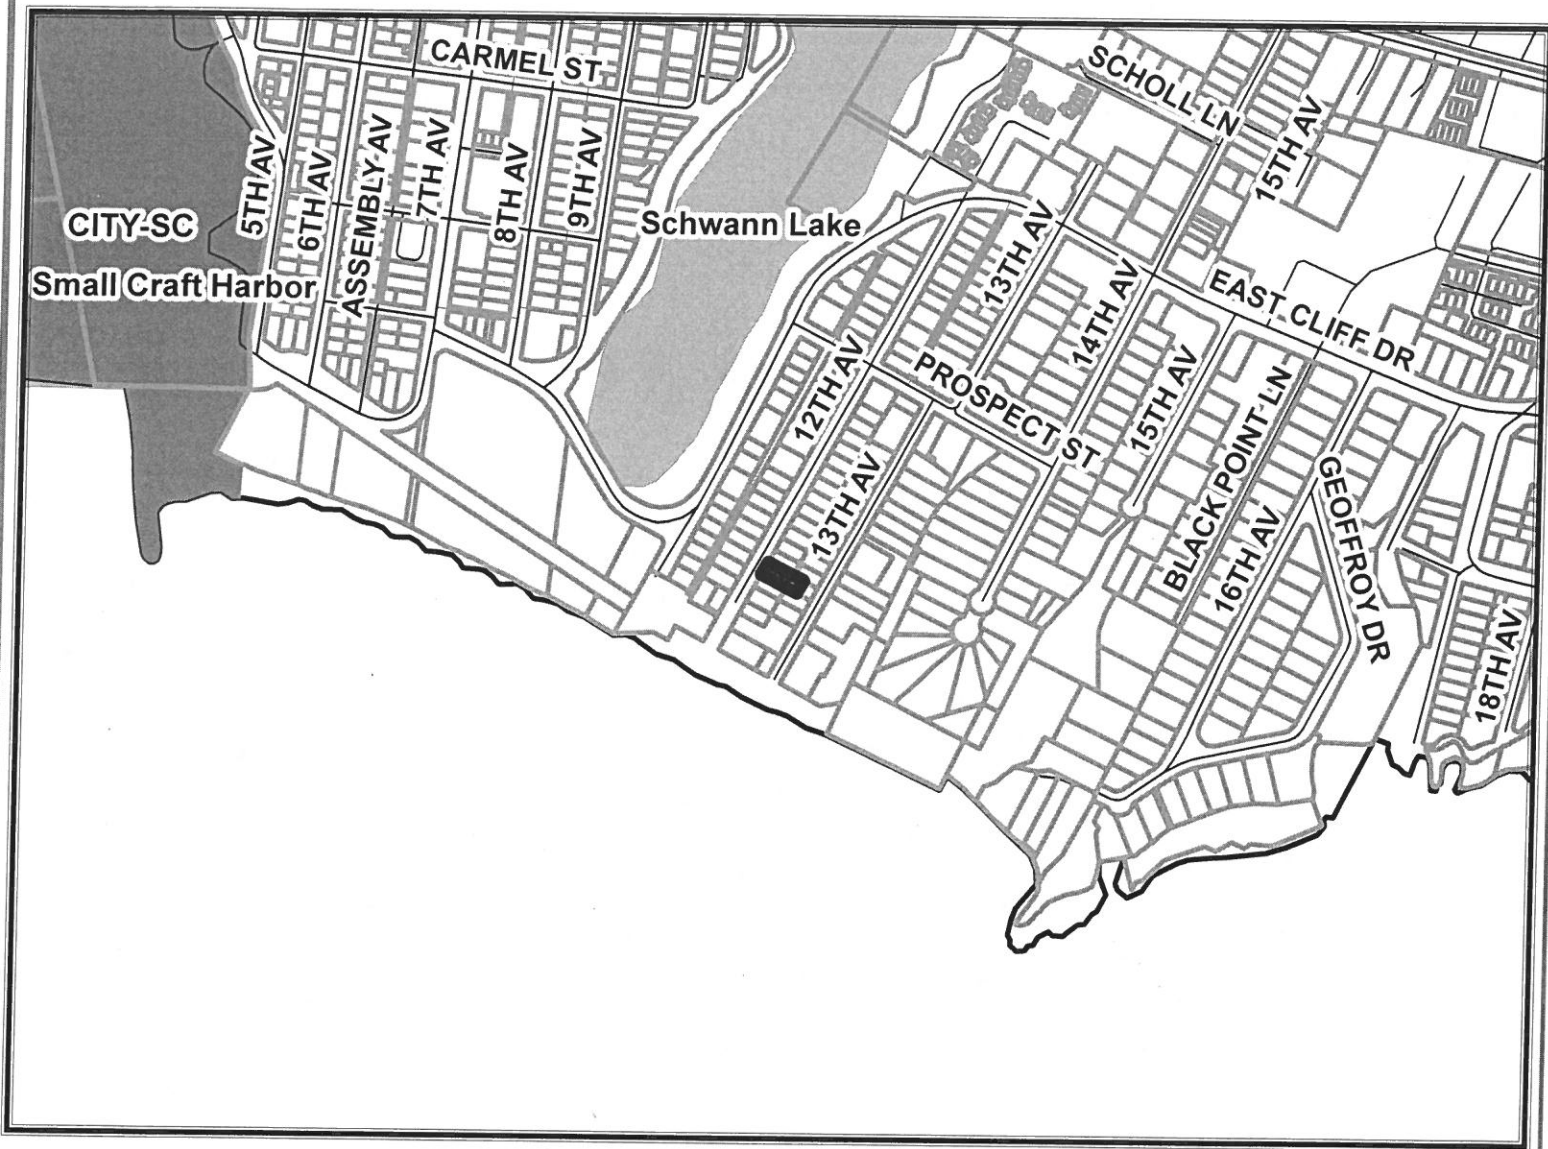 CARMEL ST
SCHOLL LN
5TH AV
6TH AV
ASSEMBLY AV
7TH AV
8TH AV
9TH AV
15TH AV
CITY-SC
Small Craft Harbor
Schwann Lake
13TH AV
14TH AV
EAST CLIFF DR
12TH AV
PROSPECT ST
15TH AV
BLACK POINT LN
13TH AV
16TH AV
GEOFFROY DR
18TH AV